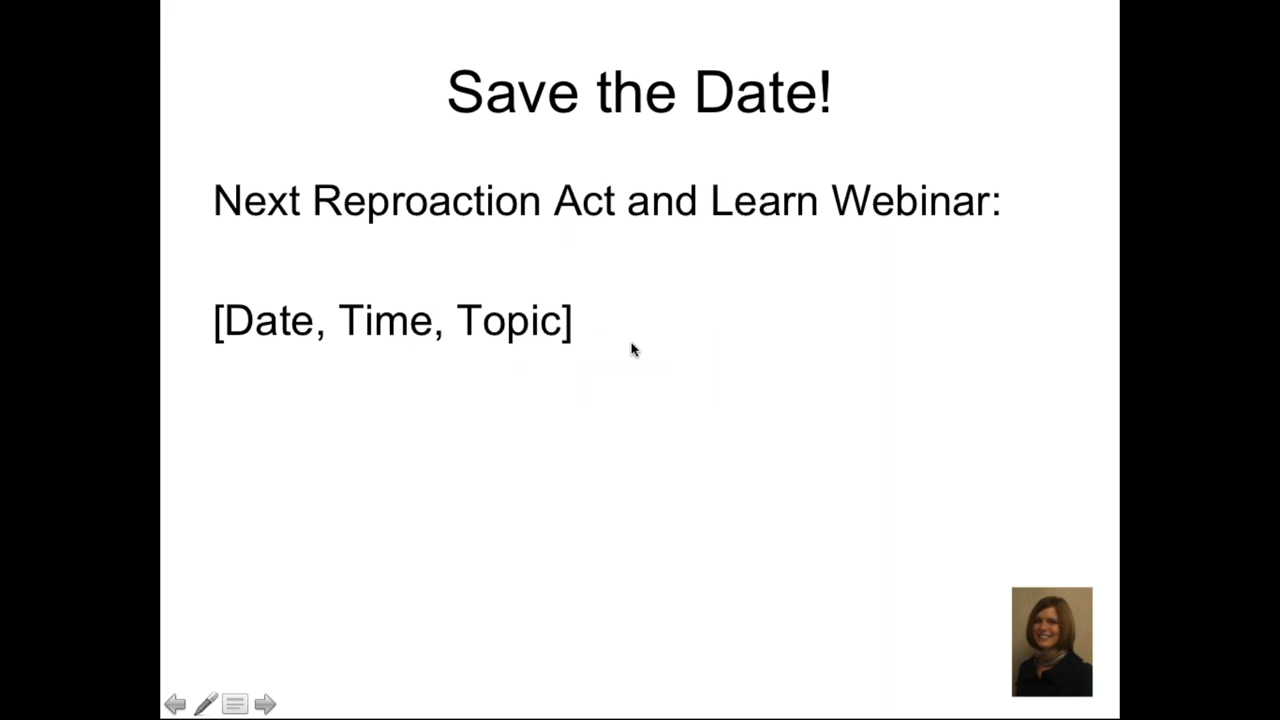 Save the Date!
Next Reproaction Act and Learn Webinar:
[Date, Time, Topic]